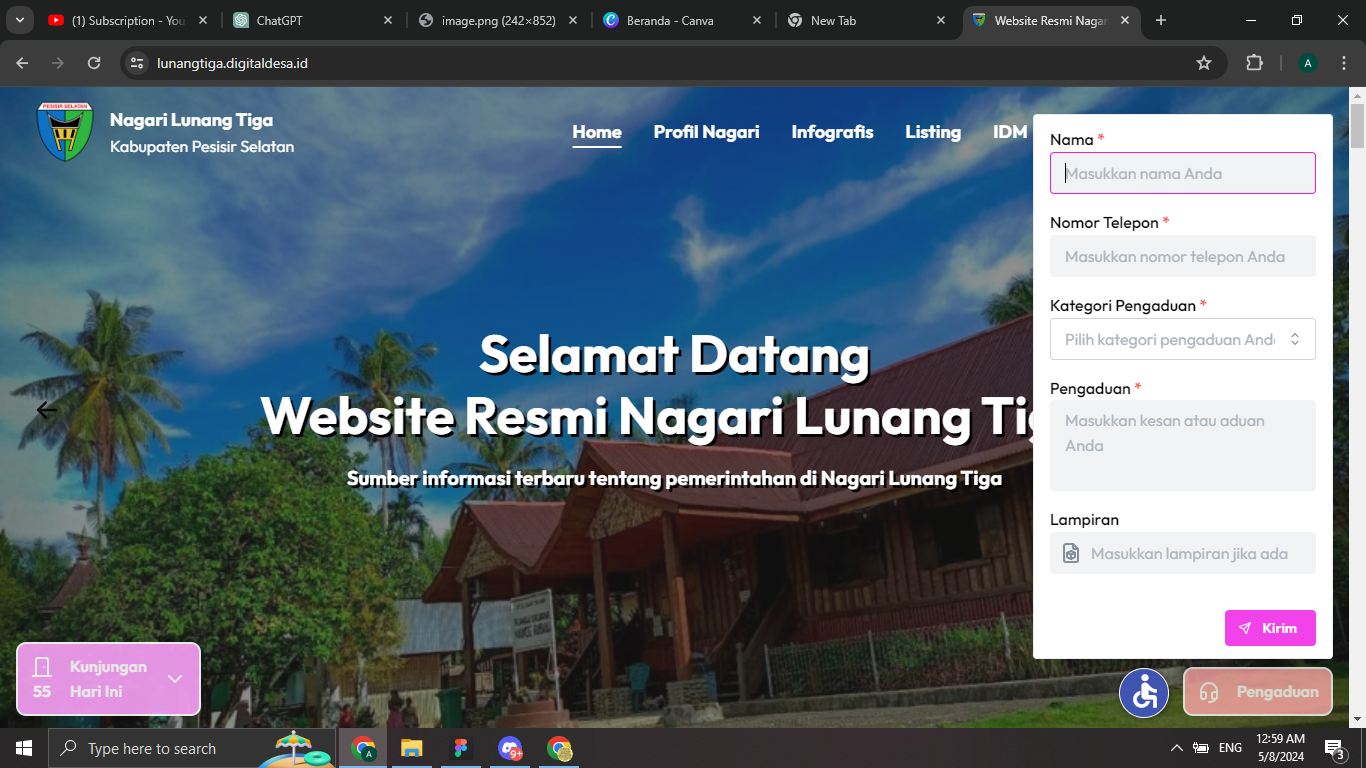 (1) Subscription - You
ChatGPT
image.png (242×852)
Beranda - Canva
New Tab
Website Resmi Nagar
lunangtiga.digitaldesa.id
PESISIR SELATAN
Nagari Lunang Tiga
Kabupaten Pesisir Selatan
Home
Profil Nagari
Infografis
Listing
IDM
Nama *
Masukkan nama Anda
Nomor Telepon *
Masukkan nomor telepon Anda
Kategori Pengaduan *
Pilih kategori pengaduan Anda
Pengaduan *
Masukkan kesan atau aduan
Anda
Lampiran
Masukkan lampiran jika ada
Kirim
Selamat Datang
Website Resmi Nagari Lunang Tig
Sumber informasi terbaru tentang pemerintahan di Nagari Lunang Tiga
Kunjungan
55 Hari Ini
Pengaduan
Type here to search
A
A
9+
ENG
12:59 AM
5/8/2024
3